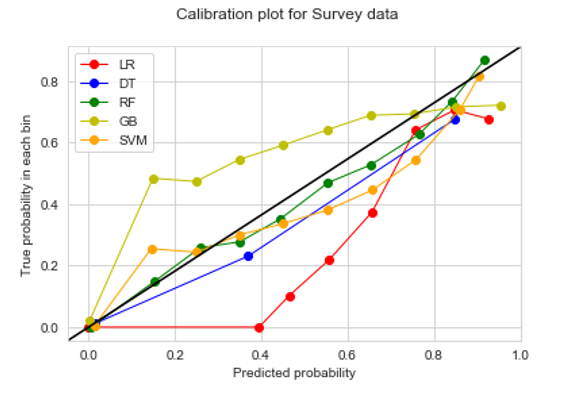 Calibration plot for Survey data
LR
DT
RF
GB
SVM
True probability in each bin
0.8
0.6
0.4
0.2
0.0
0.0 0.2 0.4 0.6 0.8 1.0
Predicted probability